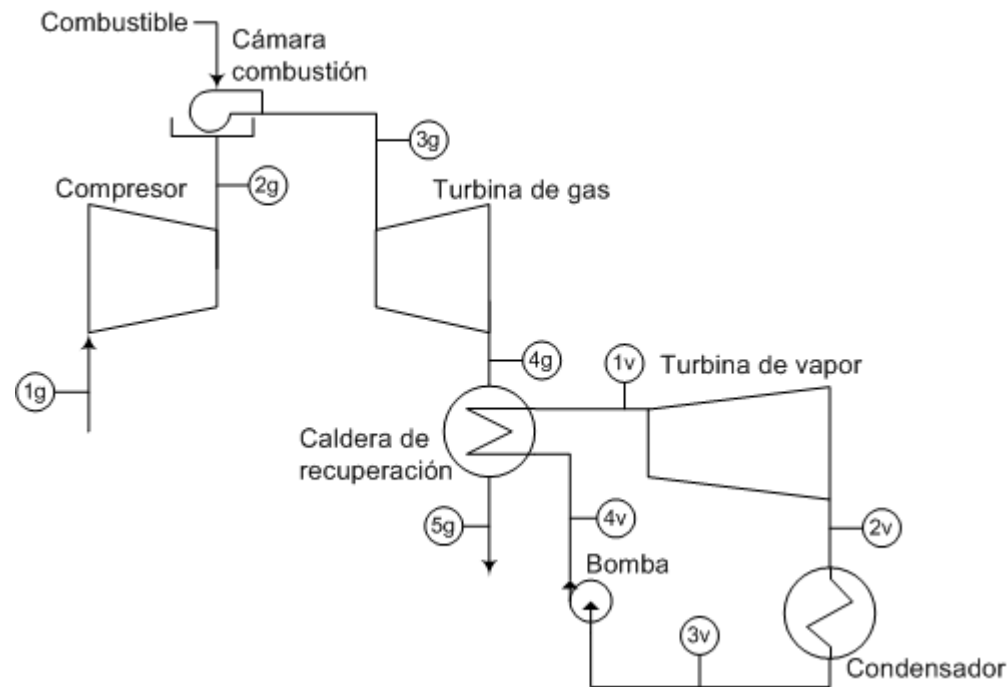 Combustible
Cámara
combustión
3g
Compresor
2g
Turbina de gas
1g
4g
1v
Turbina de vapor
Caldera de
recuperación
5g
4v
2v
Bomba
3v
Condensador